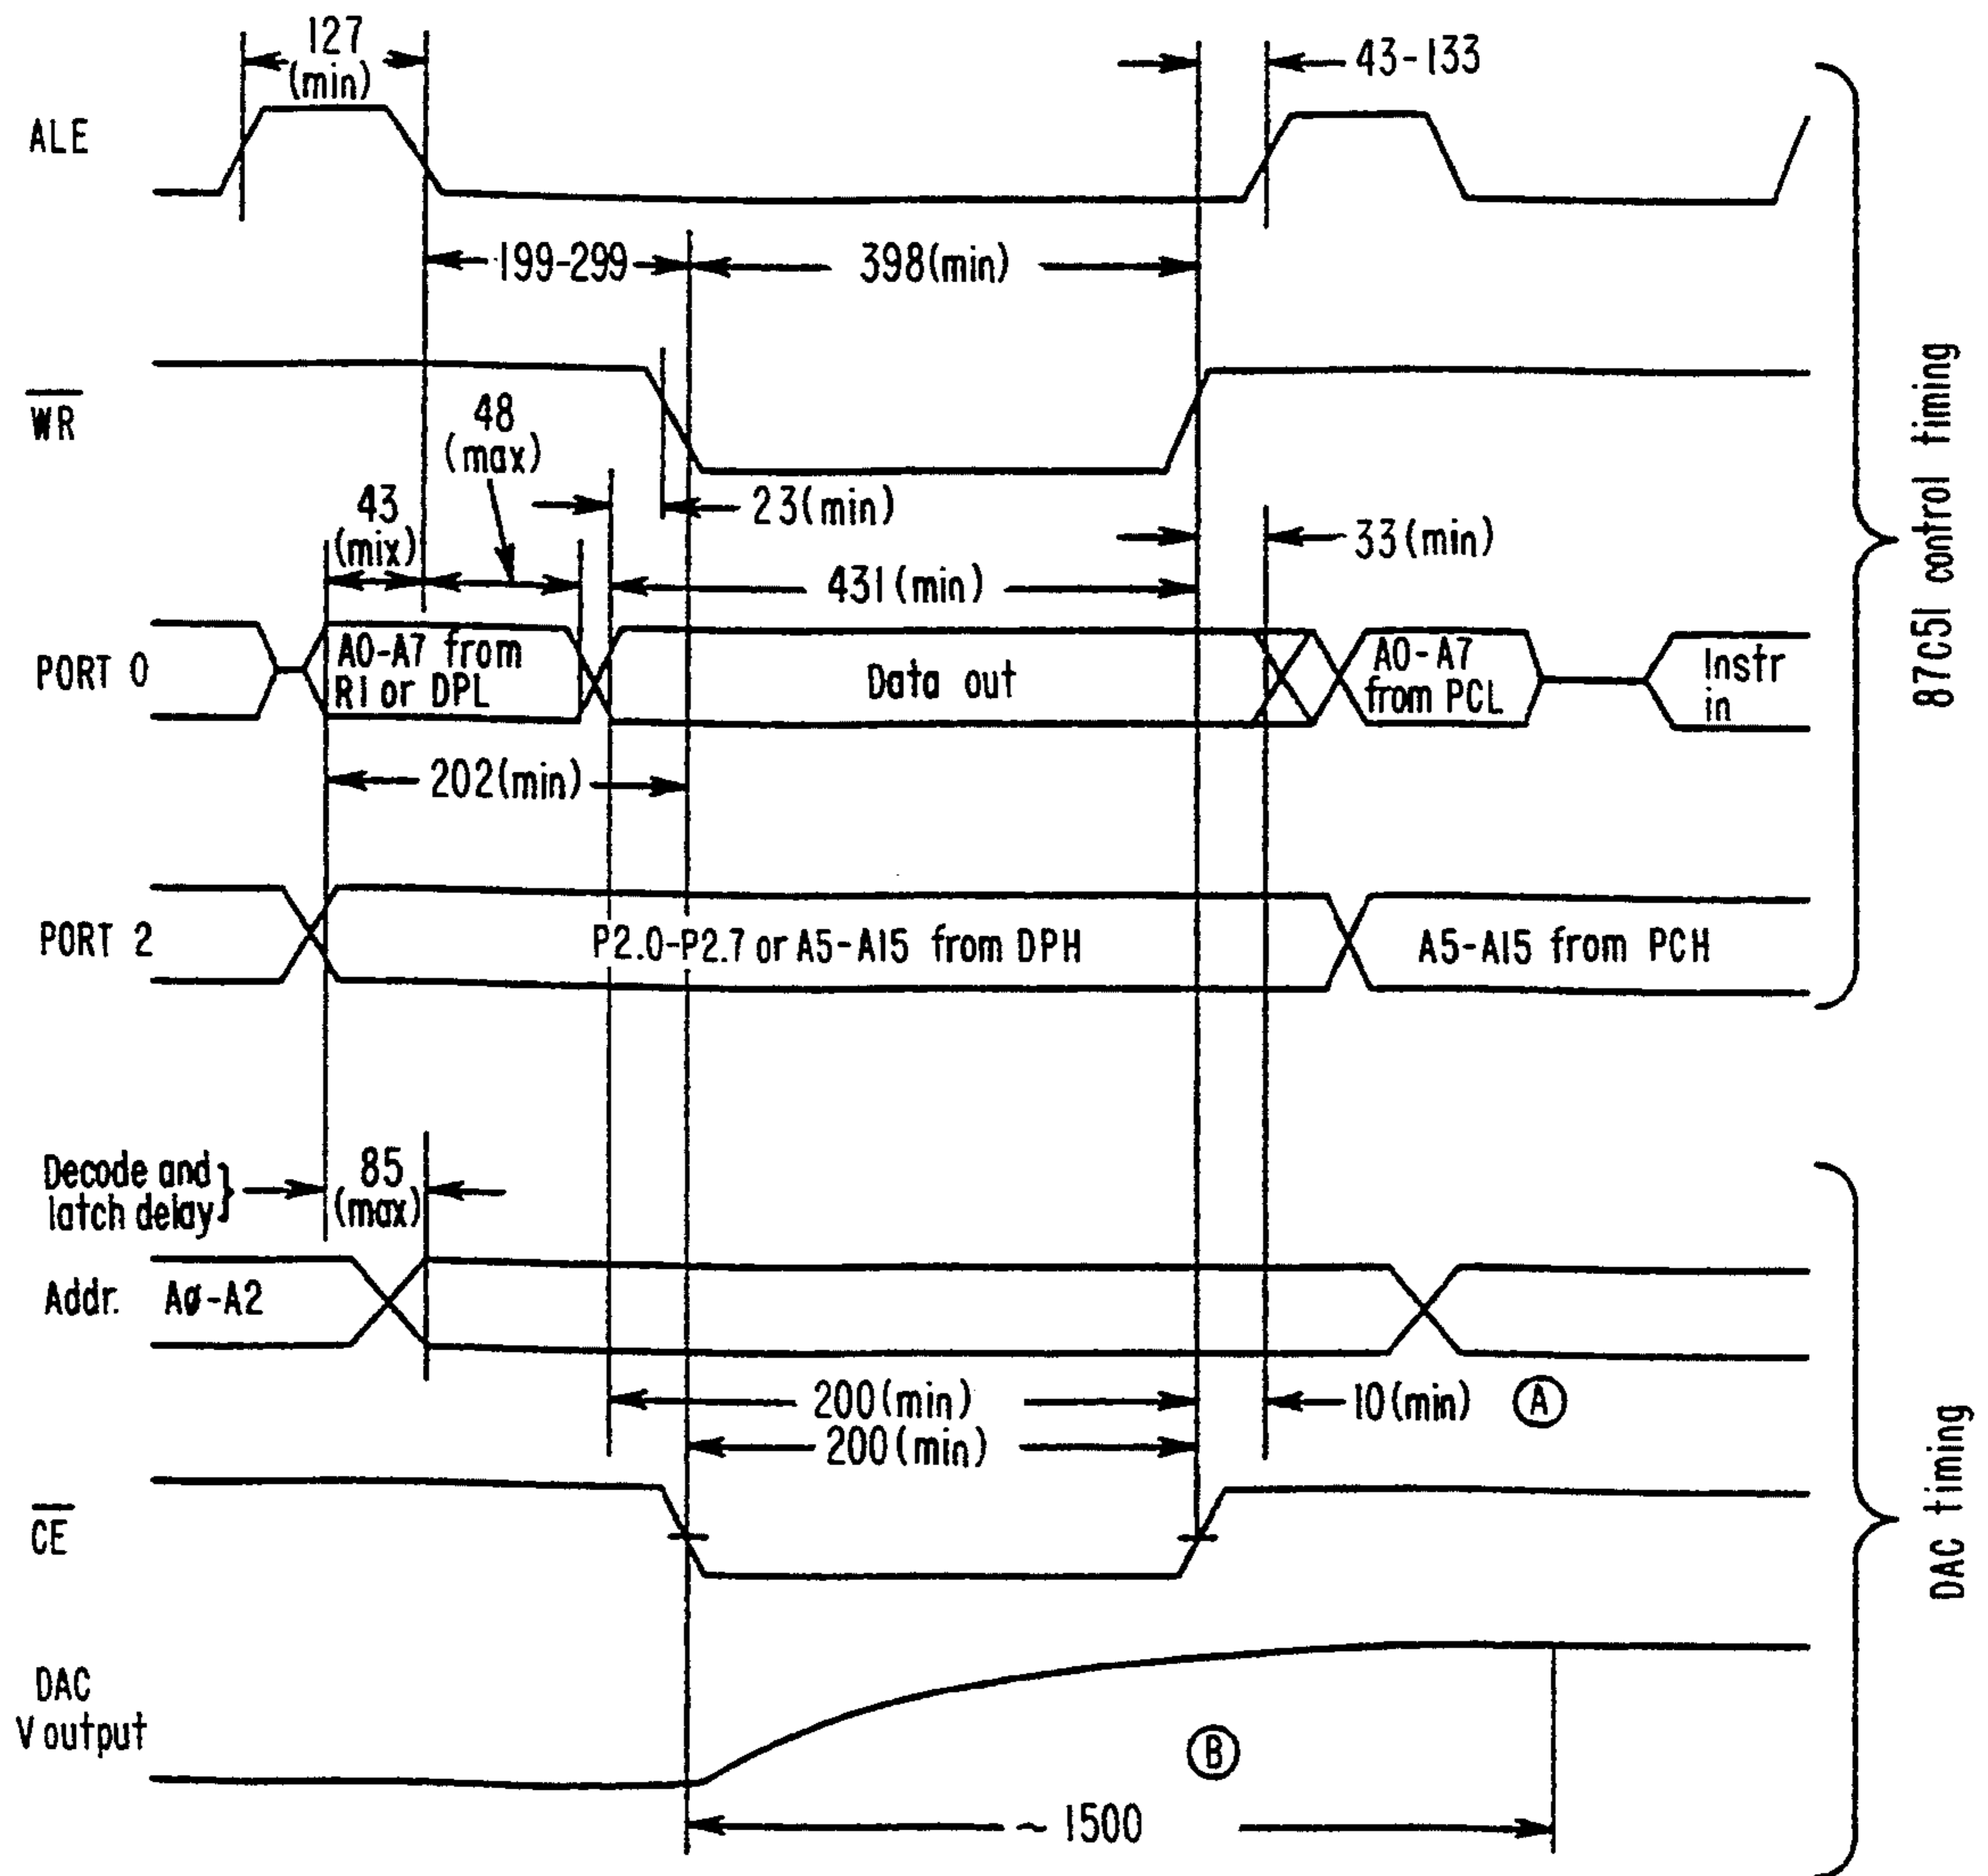 127
(min)
43-133
ALE
199-299
398(min)
WR
48
(max)
23(min)
43
(mix)
33(min)
431(min)
PORT 0
A0-A7 from
R1 or DPL
Data out
A0-A7
from PCL
Instr
in
202(min)
PORT 2
P2.0-P2.7 or A5-A15 from DPH
A5-A15 from PCH
87C51 control timing
Decode and
latch delay}
85
(max)
Addr. AØ-A2
200(min)
10(min) Ⓐ
200(min)
CE
DAC
V output
Ⓑ
~ 1500
DAC timing